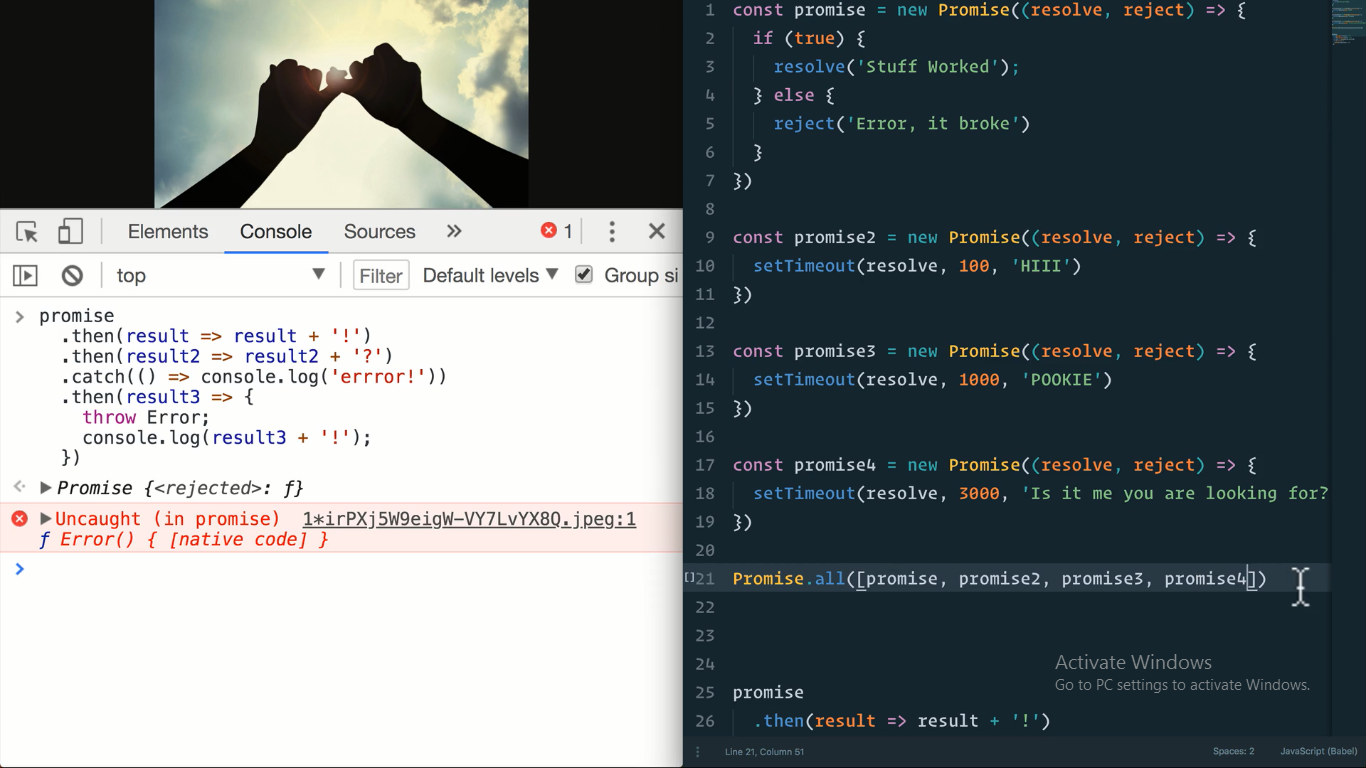 Elements Console Sources » 1
top Filter Default levels Group si
> promise
.then(result => result + '!')
.then(result2 => result2 + '?')
.catch(() => console.log('errror!'))
.then(result3 => {
throw Error;
console.log(result3 + '!');
})
Promise {<rejected>: ƒ}
Uncaught (in promise) 1*irPXj5W9eigW-VY7LvYX8Q.jpeg:1
ƒ Error() { [native code] }
>
1 const promise = new Promise((resolve, reject) => {
2 if (true) {
3 resolve('Stuff Worked');
4 } else {
5 reject('Error, it broke')
6 }
7 })
8
9 const promise2 = new Promise((resolve, reject) => {
10 setTimeout(resolve, 100, 'HIII')
11 })
12
13 const promise3 = new Promise((resolve, reject) => {
14 setTimeout(resolve, 1000, 'POOKIE')
15 })
16
17 const promise4 = new Promise((resolve, reject) => {
18 setTimeout(resolve, 3000, 'Is it me you are looking for?
19 })
20
[]21 Promise.all([promise, promise2, promise3, promise4])
22
23
24
Activate Windows
Go to PC settings to activate Windows.
25 promise
26 .then(result => result + '!')
Line 21, Column 51 Spaces: 2 JavaScript (Babel)